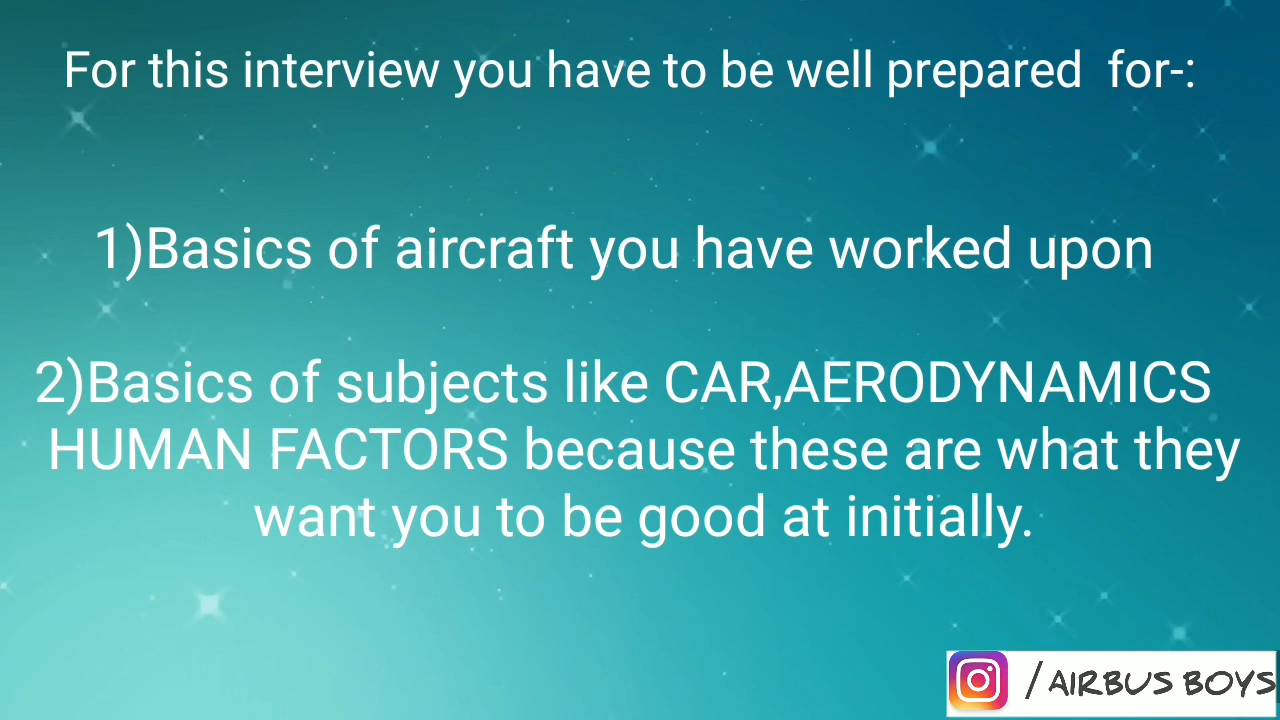 For this interview you have to be well prepared  for-:
1)Basics of aircraft you have worked upon
2)Basics of subjects like CAR,AERODYNAMICS
HUMAN FACTORS because these are what they
want you to be good at initially.
/AIRBUS BOYS